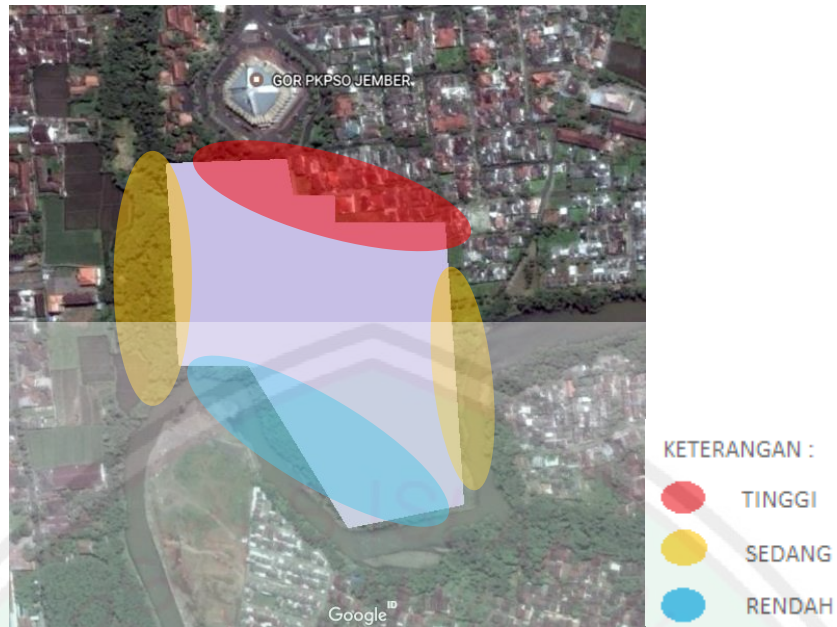 GOR PKPSO JEMBER
KETERANGAN :
TINGGI
SEDANG
RENDAH
Google